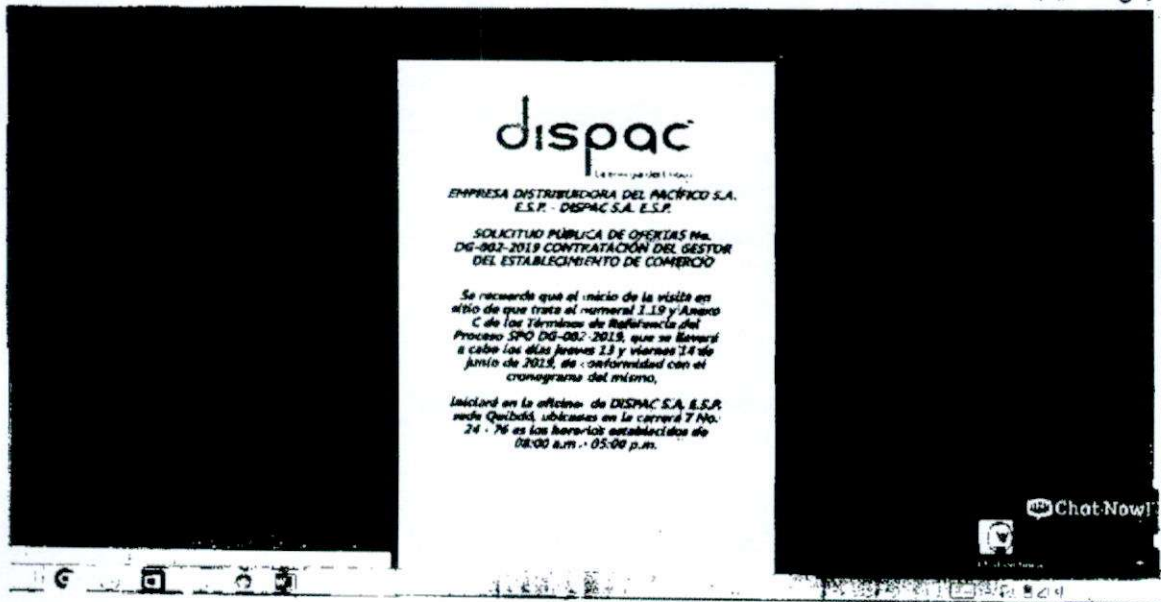 dispac
La energía del Chocó
EMPRESA DISTRIBUIDORA DEL PACÍFICO S.A.
E.S.P. - DISPAC S.A. E.S.P.
SOLICITUD PÚBLICA DE OFERTAS No.
DG-002-2019 CONTRATACIÓN DEL GESTOR
DEL ESTABLECIMIENTO DE COMERCIO
Se recuerda que el inicio de la visita en
sitio de que trata el numeral 1.19 y Anexo
C de los Términos de Referencia del
Proceso SPO DG-002-2019, que se llevará
a cabo los días jueves 13 y viernes 14 de
junio de 2019, de conformidad con el
cronograma del mismo,
Iniciará en la oficinas de DISPAC S.A. E.S.P.
sede Quibdó, ubicadas en la carrera 7 No.
24 - 76 es los horarios establecidos de
08:00 a.m - 05:00 p.m.
Chat Now!